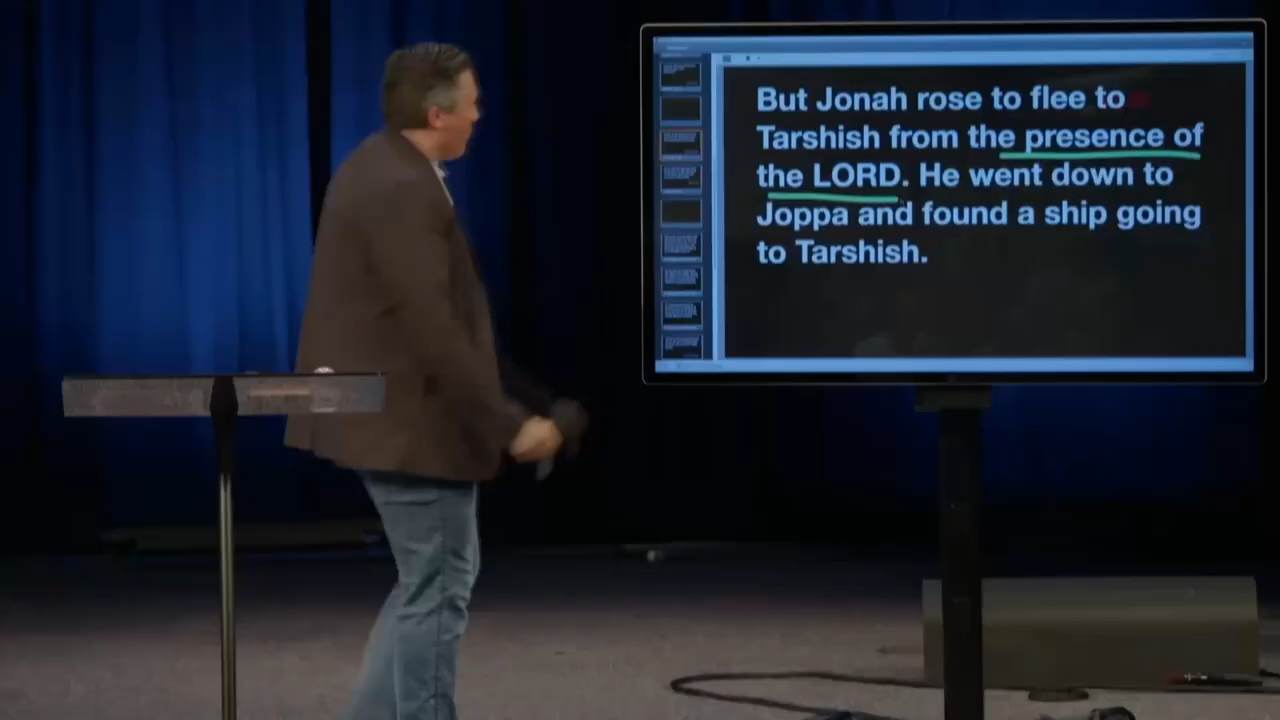 But Jonah rose to flee to
Tarshish from the presence of
the LORD. He went down to
Joppa and found a ship going
to Tarshish.